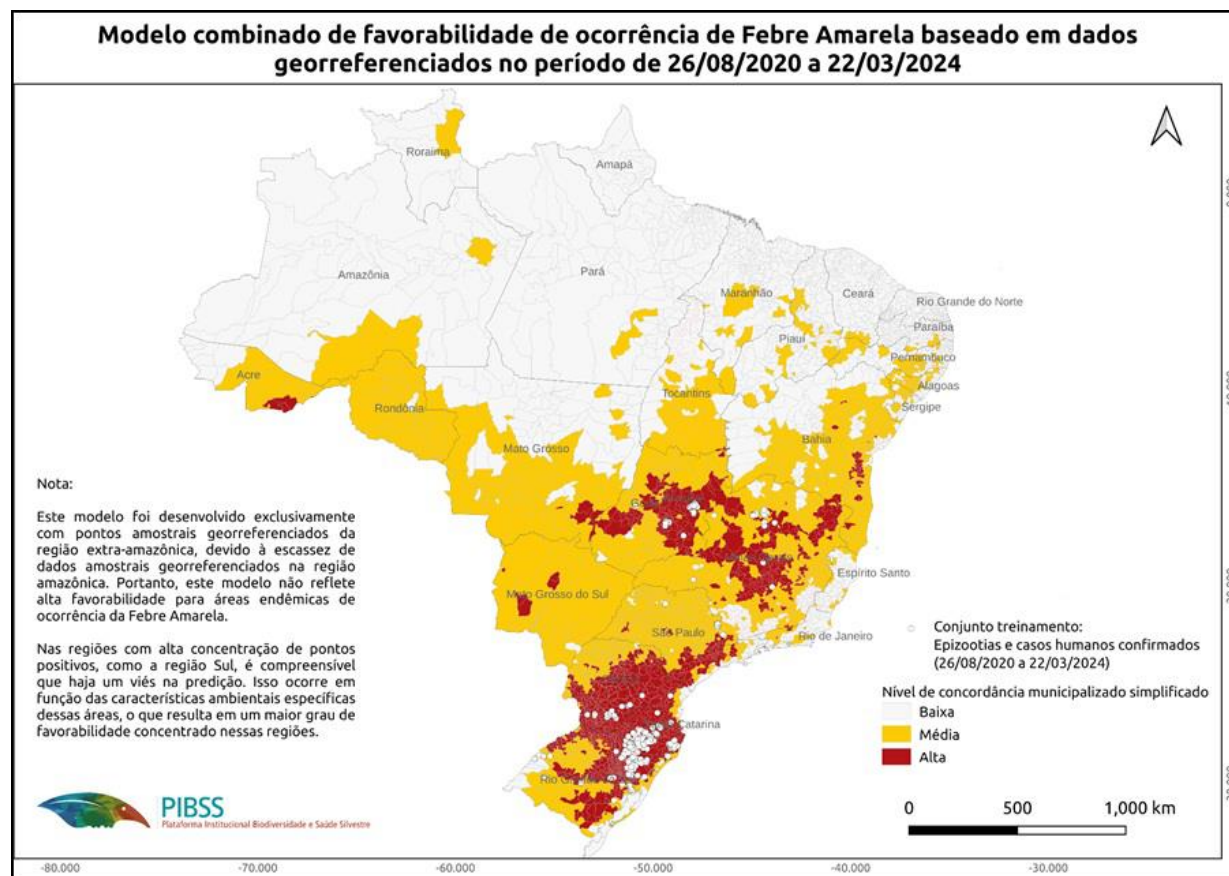 Modelo combinado de favorabilidade de ocorrência de Febre Amarela baseado em dados
georreferenciados no período de 26/08/2020 a 22/03/2024
Roraima
Amapá
0.000
Amazônia
Pará
Maranhão
Ceará
Rio Grande do Norte
Paraíba
Piauí
Pernambuco
Acre
Alagoas
Tocantins
Rondônia
Sergipe
Mato Grosso
Bahia
Nota:
Este modelo foi desenvolvido exclusivamente
com pontos amostrais georreferenciados da
região extra-amazônica, devido à escassez de
dados amostrais georreferenciados na região
amazônica. Portanto, este modelo não reflete
alta favorabilidade para áreas endêmicas de
ocorrência da Febre Amarela.
Nas regiões com alta concentração de pontos
positivos, como a região Sul, é compreensível
que haja um viés na predição. Isso ocorre em
função das características ambientais específicas
dessas áreas, o que resulta em um maior grau de
favorabilidade concentrado nessas regiões.
Espírito Santo
Mato Grosso do Sul
São Paulo
Rio de Janeiro
Catarina
Conjunto treinamento:
Epizootias e casos humanos confirmados
(26/08/2020 a 22/03/2024)
Nível de concordância municipalizado simplificado
Baixa
Média
Alta
PIBSS
Plataforma Institucional Biodiversidade e Saúde Silvestre
0 500 1,000 km
-80.000 -70.000 -60.000 -50.000 -40.000 -30.000